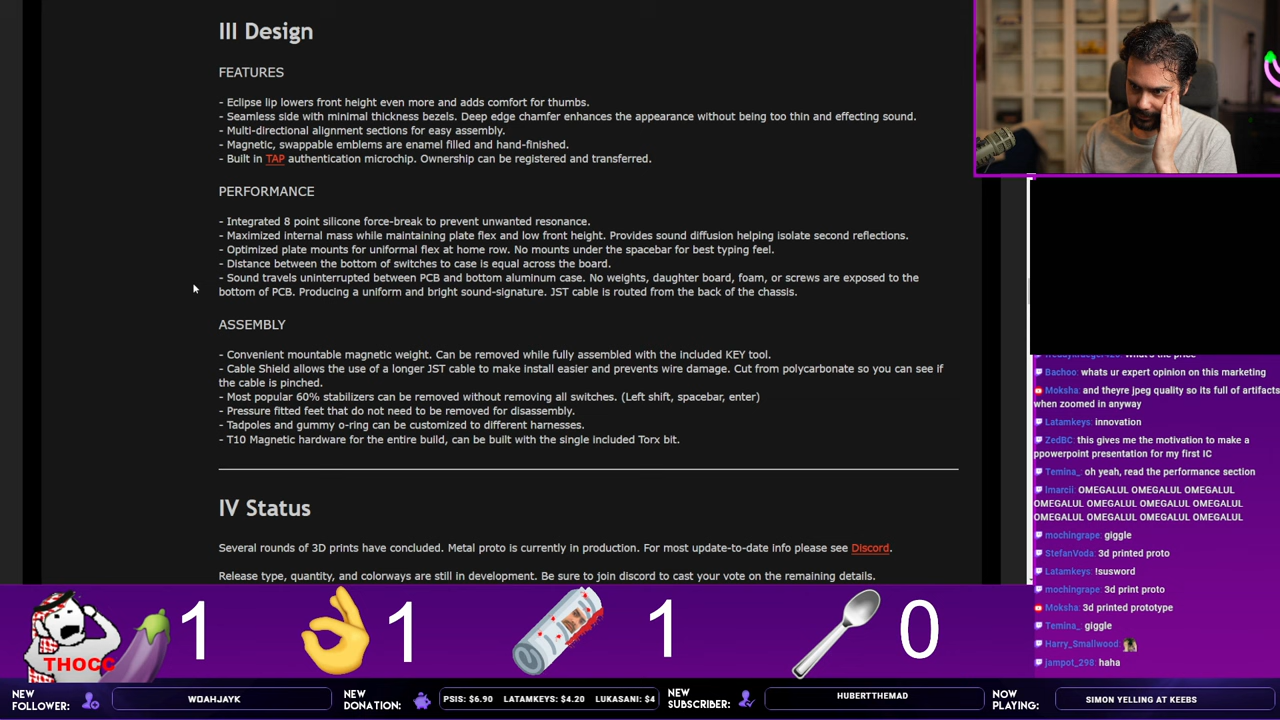 III Design
FEATURES
- Eclipse lip lowers front height even more and adds comfort for thumbs.
- Seamless side with minimal thickness bezels. Deep edge chamfer enhances the appearance without being too thin and effecting sound.
- Multi-directional alignment sections for easy assembly.
- Magnetic, swappable emblems are enamel filled and hand-finished.
- Built in TAP authentication microchip. Ownership can be registered and transferred.
PERFORMANCE
- Integrated 8 point silicone force-break to prevent unwanted resonance.
- Maximized internal mass while maintaining plate flex and low front height. Provides sound diffusion helping isolate second reflections.
- Optimized plate mounts for uniformal flex at home row. No mounts under the spacebar for best typing feel.
- Distance between the bottom of switches to case is equal across the board.
- Sound travels uninterrupted between PCB and bottom aluminum case. No weights, daughter board, foam, or screws are exposed to the
bottom of PCB. Producing a uniform and bright sound-signature. JST cable is routed from the back of the chassis.
ASSEMBLY
- Convenient mountable magnetic weight. Can be removed while fully assembled with the included KEY tool.
- Cable Shield allows the use of a longer JST cable to make install easier and prevents wire damage. Cut from polycarbonate so you can see if
the cable is pinched.
- Most popular 60% stabilizers can be removed without removing all switches. (Left shift, spacebar, enter)
- Pressure fitted feet that do not need to be removed for disassembly.
- Tadpoles and gummy o-ring can be customized to different harnesses.
- T10 Magnetic hardware for the entire build, can be built with the single included Torx bit.
IV Status
Several rounds of 3D prints have concluded. Metal proto is currently in production. For most update-to-date info please see Discord.
Release type, quantity, and colorways are still in development. Be sure to join discord to cast your vote on the remaining details.
what's the price
Bachoo: whats ur expert opinion on this marketing
Moksha: and theyre jpeg quality so its full of artifacts
when zoomed in anyway
Latamkeys: innovation
ZedBC: this gives me the motivation to make a
ppowerpoint presentation for my first IC
Temina_: oh yeah, read the performance section
lmarcii: OMEGALUL OMEGALUL OMEGALUL
OMEGALUL OMEGALUL OMEGALUL OMEGALUL
OMEGALUL OMEGALUL OMEGALUL OMEGALUL
mochingrape: giggle
StefanVoda: 3d printed proto
Latamkeys: !susword
mochingrape: 3d print proto
Moksha: 3d printed prototype
Temina_: giggle
Harry_Smallwood:
jampot_298: haha
THOCC 1 1 1 0
NEW FOLLOWER: WOAHJAYK NEW DONATION: PSIS: $6.90 LATAMKEYS: $4.20 LUKASANI: $4 NEW SUBSCRIBER: HUBERTTHEMAD NOW PLAYING: SIMON YELLING AT KEEBS